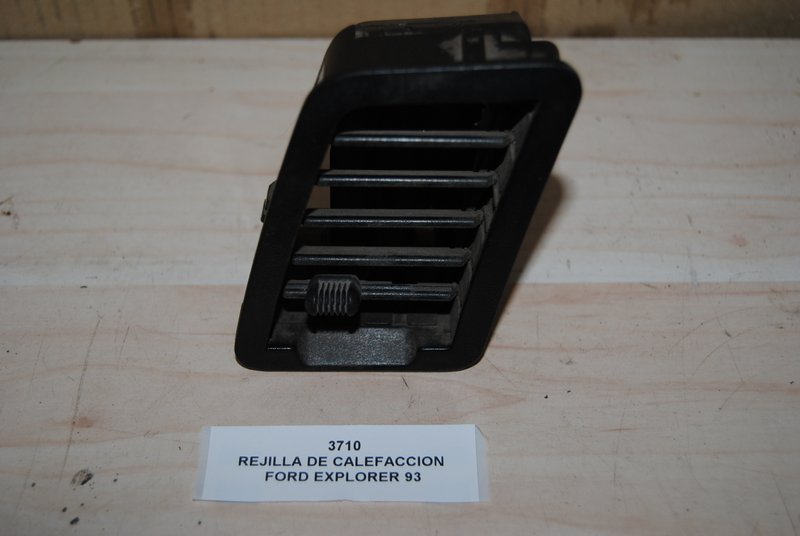 3710
REJILLA DE CALEFACCION
FORD EXPLORER 93